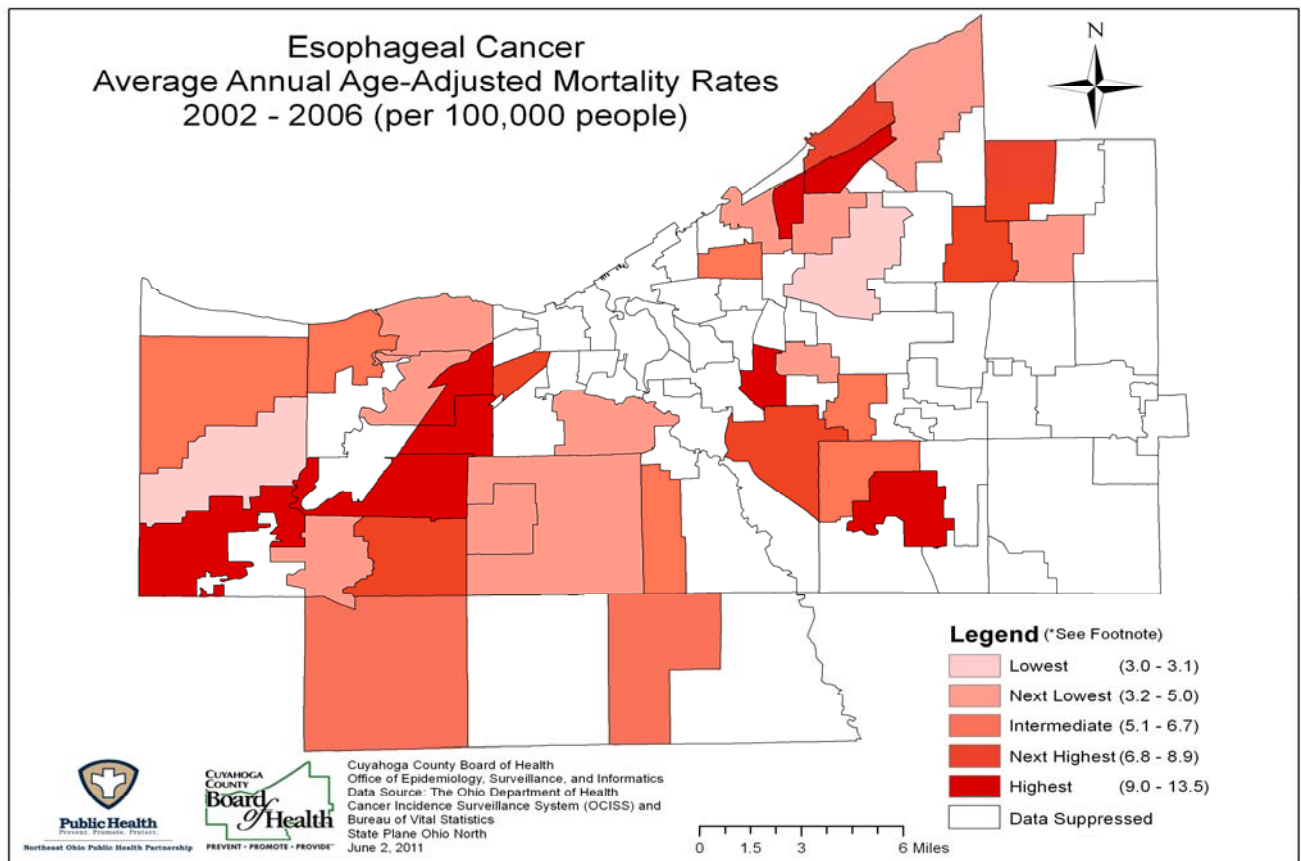 Esophageal Cancer
Average Annual Age-Adjusted Mortality Rates
2002 - 2006 (per 100,000 people)
N
Legend (*See Footnote)
Lowest (3.0 - 3.1)
Next Lowest (3.2 - 5.0)
Intermediate (5.1 - 6.7)
Next Highest (6.8 - 8.9)
Highest (9.0 - 13.5)
Data Suppressed
Public Health
Prevent. Promote. Protect.
Northeast Ohio Public Health Partnership
CUYAHOGA
COUNTY
Board
of Health
PREVENT • PROMOTE • PROVIDE
Cuyahoga County Board of Health
Office of Epidemiology, Surveillance, and Informatics
Data Source: The Ohio Department of Health
Cancer Incidence Surveillance System (OCISS) and
Bureau of Vital Statistics
State Plane Ohio North
June 2, 2011
0 1.5 3 6 Miles